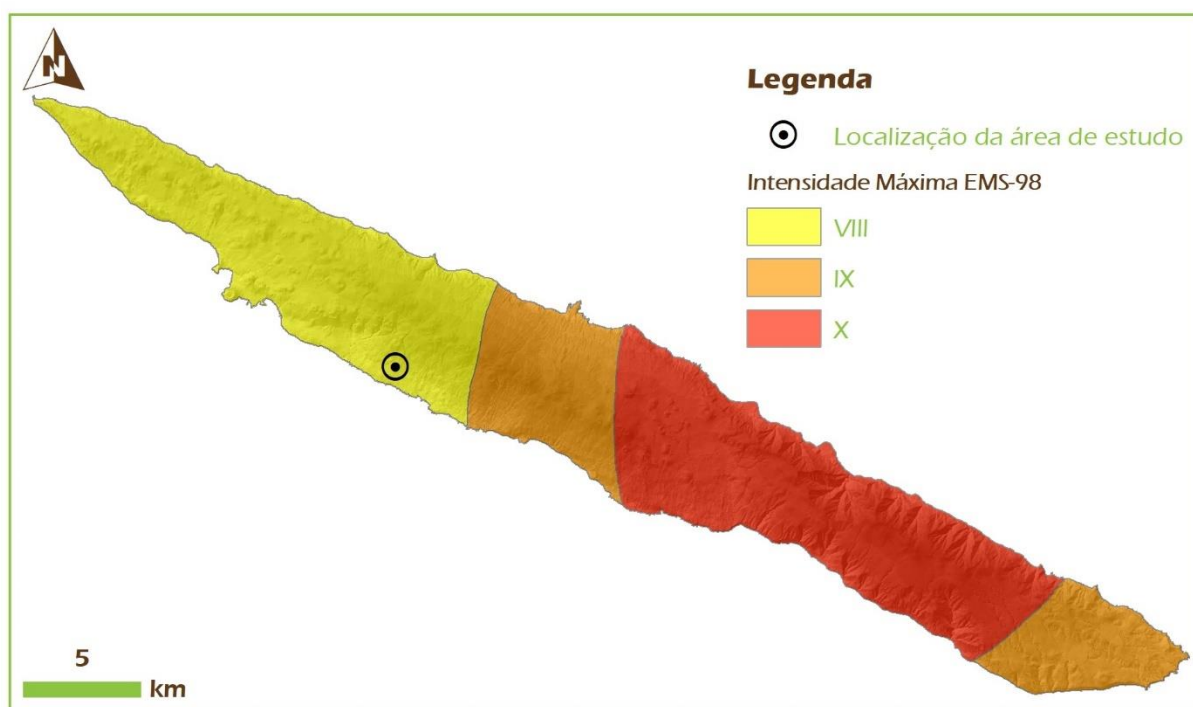 N
Legenda
Localização da área de estudo
Intensidade Máxima EMS-98
VIII
IX
X
5
km